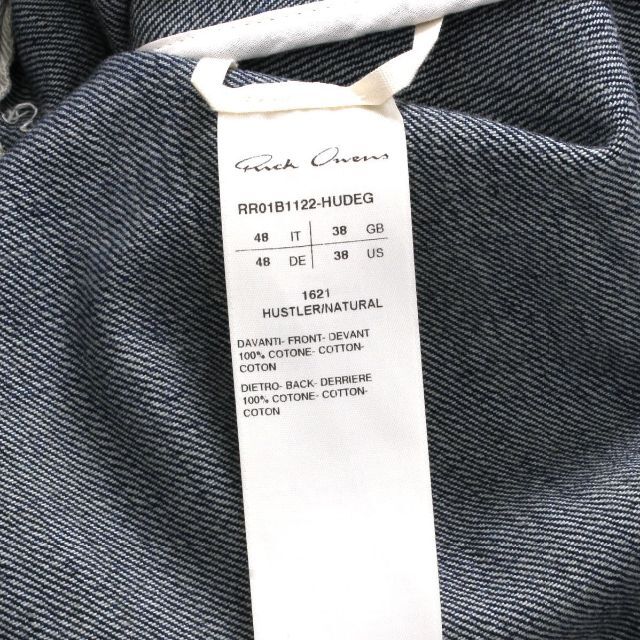 Rick Owens
RR01B1122-HUDEG
48 IT 38 GB
48 DE 38 US
1621
HUSTLER/NATURAL
DAVANTI- FRONT- DEVANT
100% COTONE- COTTON-
COTON
DIETRO- BACK- DERRIERE
100% COTONE- COTTON-
COTON